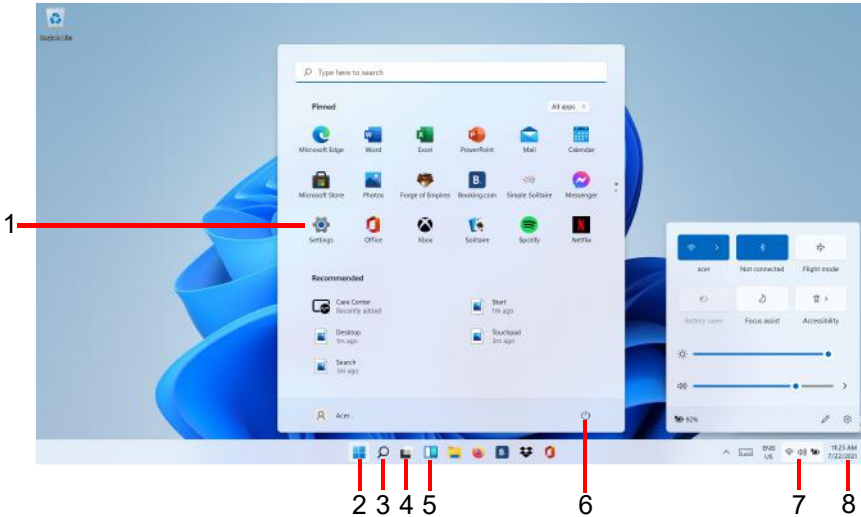 Recycle Bin
Type here to search
Pinned
All apps >
Microsoft Edge Word Excel PowerPoint Mail Calendar
B.
Microsoft Store Photos Forge of Empires Booking.com Simple Solitaire Messenger
1
N
Settings Office Xbox Solitaire Spotify Netflix
acer Not connected Flight mode
Recommended
Care Center
Recently added
Start
1m ago
Battery saver Focus assist Accessibility
Desktop
1m ago
Touchpad
3m ago
Search
3m ago
Acer .
92%
B
ENG
US
11:25 AM
7/22/2021
2 3 4 5 6 7 8